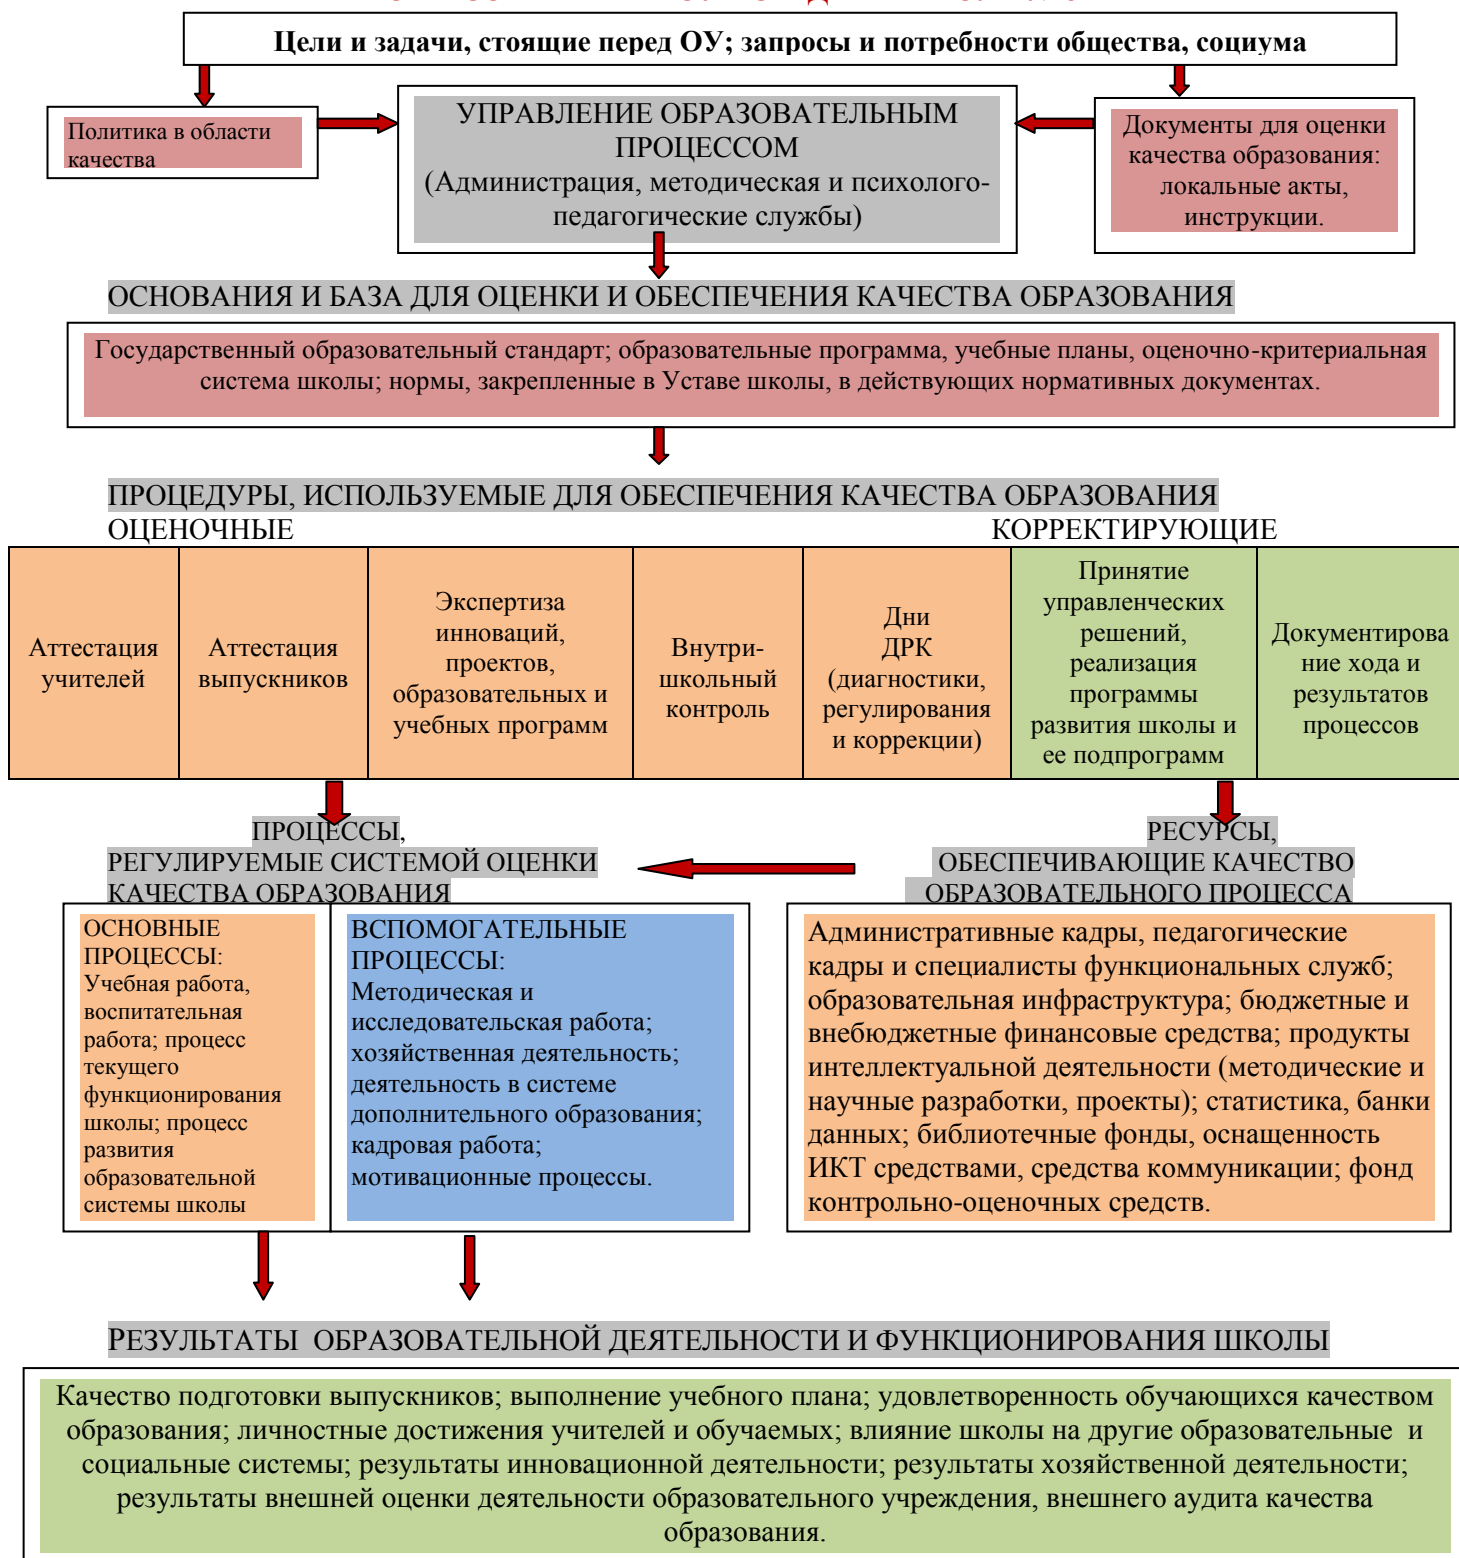 Цели и задачи, стоящие перед ОУ; запросы и потребности общества, социума
Политика в области
качества
УПРАВЛЕНИЕ ОБРАЗОВАТЕЛЬНЫМ
ПРОЦЕССОМ
(Администрация, методическая и психолого-
педагогические службы)
Документы для оценки
качества образования:
локальные акты,
инструкции.
ОСНОВАНИЯ И БАЗА ДЛЯ ОЦЕНКИ И ОБЕСПЕЧЕНИЯ КАЧЕСТВА ОБРАЗОВАНИЯ
Государственный образовательный стандарт; образовательные программа, учебные планы, оценочно-критериальная
система школы; нормы, закрепленные в Уставе школы, в действующих нормативных документах.
ПРОЦЕДУРЫ, ИСПОЛЬЗУЕМЫЕ ДЛЯ ОБЕСПЕЧЕНИЯ КАЧЕСТВА ОБРАЗОВАНИЯ
ОЦЕНОЧНЫЕ
КОРРЕКТИРУЮЩИЕ
Аттестация
учителей
Аттестация
выпускников
Экспертиза
инноваций,
проектов,
образовательных и
учебных программ
Внутри-
школьный
контроль
Дни
ДРК
(диагностики,
регулирования
и коррекции)
Принятие
управленческих
решений,
реализация
программы
развития школы и
ее подпрограмм
Документирова
ние хода и
результатов
процессов
ПРОЦЕССЫ,
РЕГУЛИРУЕМЫЕ СИСТЕМОЙ ОЦЕНКИ
КАЧЕСТВА ОБРАЗОВАНИЯ
РЕСУРСЫ,
ОБЕСПЕЧИВАЮЩИЕ КАЧЕСТВО
ОБРАЗОВАТЕЛЬНОГО ПРОЦЕССА
ОСНОВНЫЕ
ПРОЦЕССЫ:
Учебная работа,
воспитательная
работа; процесс
текущего
функционирования
школы; процесс
развития
образовательной
системы школы
ВСПОМОГАТЕЛЬНЫЕ
ПРОЦЕССЫ:
Методическая и
исследовательская работа;
хозяйственная деятельность;
деятельность в системе
дополнительного образования;
кадровая работа;
мотивационные процессы.
Административные кадры, педагогические
кадры и специалисты функциональных служб;
образовательная инфраструктура; бюджетные и
внебюджетные финансовые средства; продукты
интеллектуальной деятельности (методические и
научные разработки, проекты); статистика, банки
данных; библиотечные фонды, оснащенность
ИКТ средствами, средства коммуникации; фонд
контрольно-оценочных средств.
РЕЗУЛЬТАТЫ ОБРАЗОВАТЕЛЬНОЙ ДЕЯТЕЛЬНОСТИ И ФУНКЦИОНИРОВАНИЯ ШКОЛЫ
Качество подготовки выпускников; выполнение учебного плана; удовлетворенность обучающихся качеством
образования; личностные достижения учителей и обучаемых; влияние школы на другие образовательные и
социальные системы; результаты инновационной деятельности; результаты хозяйственной деятельности;
результаты внешней оценки деятельности образовательного учреждения, внешнего аудита качества
образования.